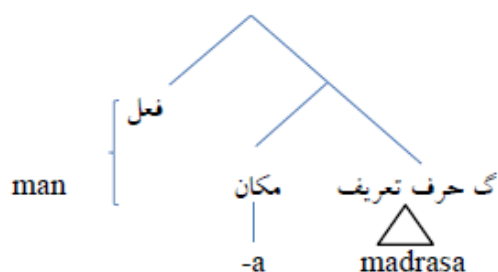 فعل
man
مکان
گ حرف تعریف
-a
madrasa